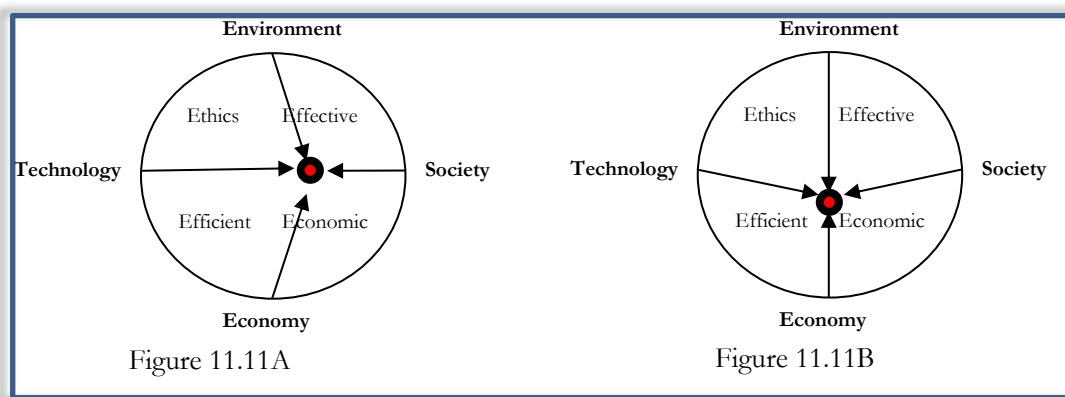 Environment
Ethics Effective
Technology Society
Efficient Economic
Economy
Figure 11.11A
Environment
Ethics Effective
Technology Society
Efficient Economic
Economy
Figure 11.11B